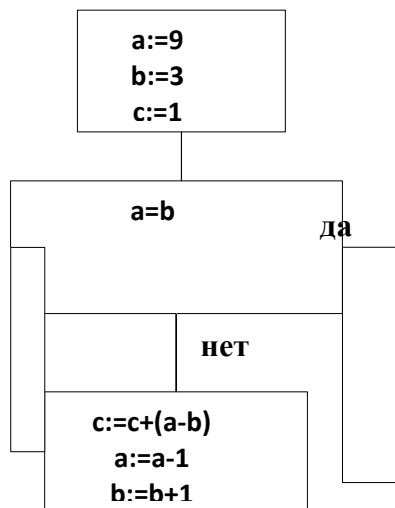 a:=9
b:=3
c:=1
a=b
да
нет
c:=c+(a-b)
a:=a-1
b:=b+1